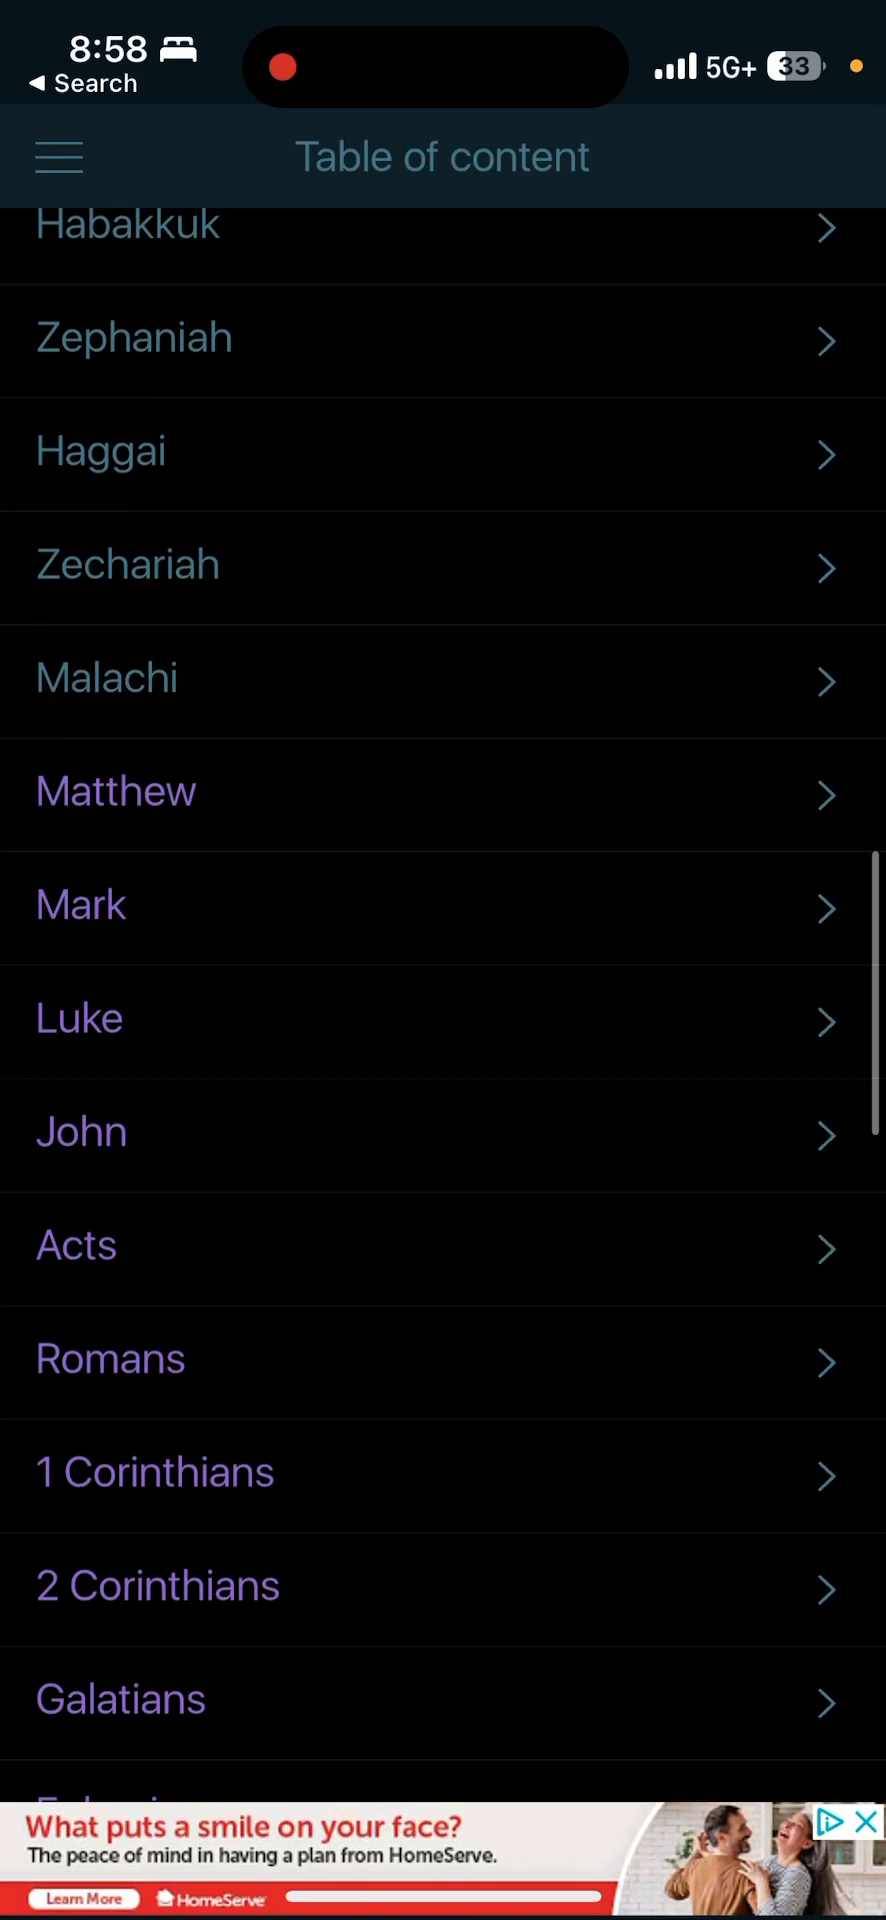 8:58
Search
5G+
33
Table of content
Habakkuk
Zephaniah
Haggai
Zechariah
Malachi
Matthew
Mark
Luke
John
Acts
Romans
1 Corinthians
2 Corinthians
Galatians
What puts a smile on your face?
The peace of mind in having a plan from HomeServe.
Learn More
HomeServe